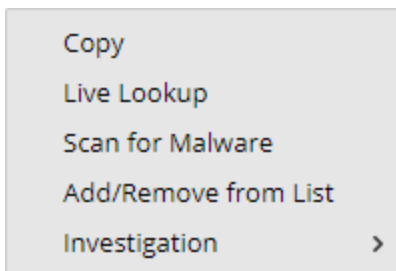 Copy
Live Lookup
Scan for Malware
Add/Remove from List
Investigation